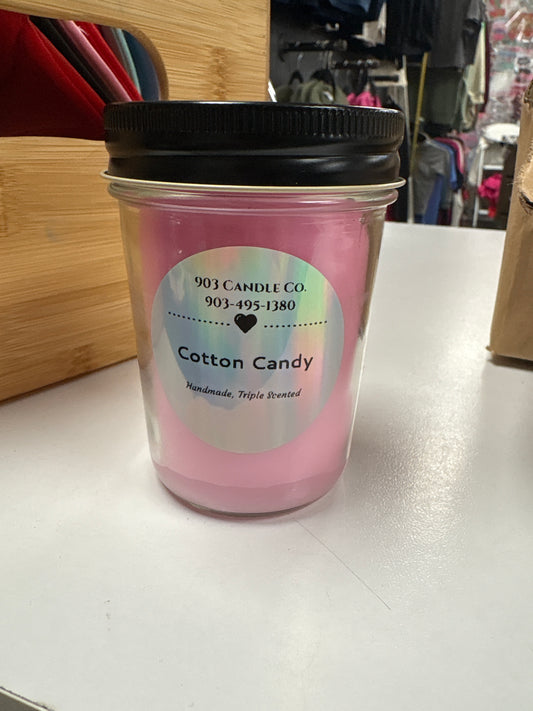 903 Candle Co.
903-495-1380
Cotton Candy
Handmade, Triple Scented